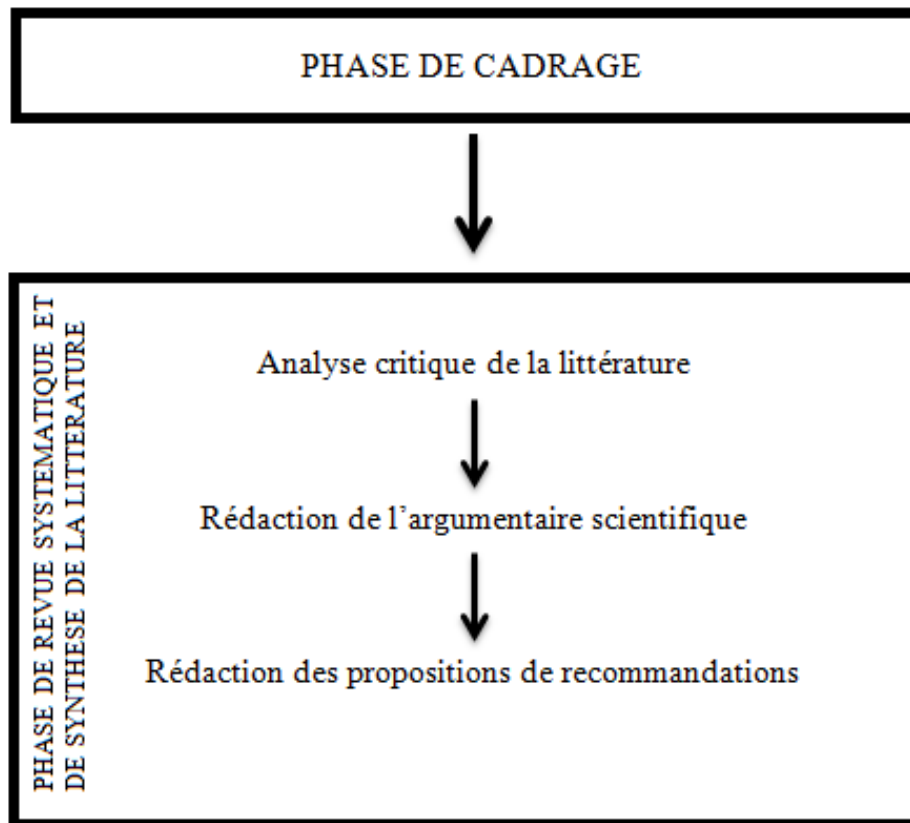 PHASE DE CADRAGE
PHASE DE REVUE SYSTEMATIQUE ET
DE SYNTHESE DE LA LITTERATURE
Analyse critique de la littérature
Rédaction de l’argumentaire scientifique
Rédaction des propositions de recommandations